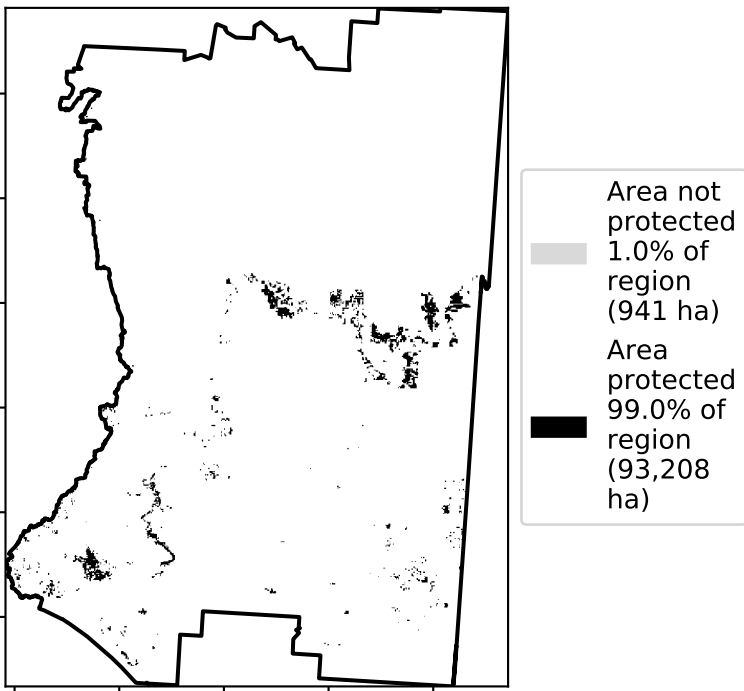 Area not
protected
1.0% of
region
(941 ha)
Area
protected
99.0% of
region
(93,208
ha)